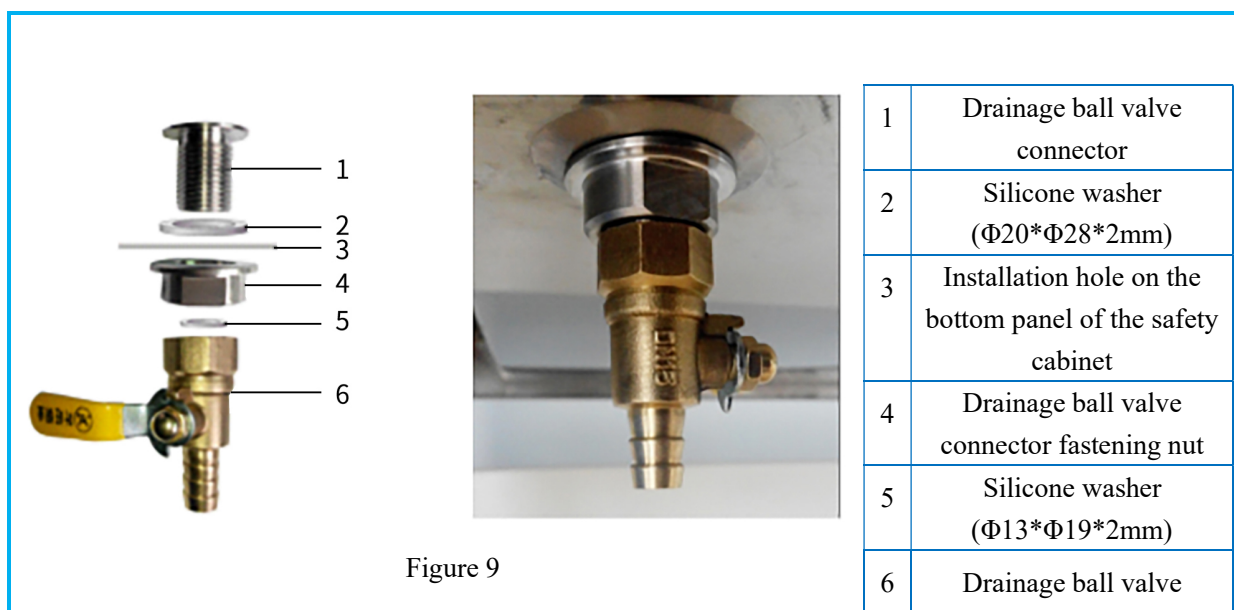 1
2
3
4
5
6
Figure 9
1 Drainage ball valve
connector
2 Silicone washer
(Φ20*Φ28*2mm)
3 Installation hole on the
bottom panel of the safety
cabinet
4 Drainage ball valve
connector fastening nut
5 Silicone washer
(Φ13*Φ19*2mm)
6 Drainage ball valve